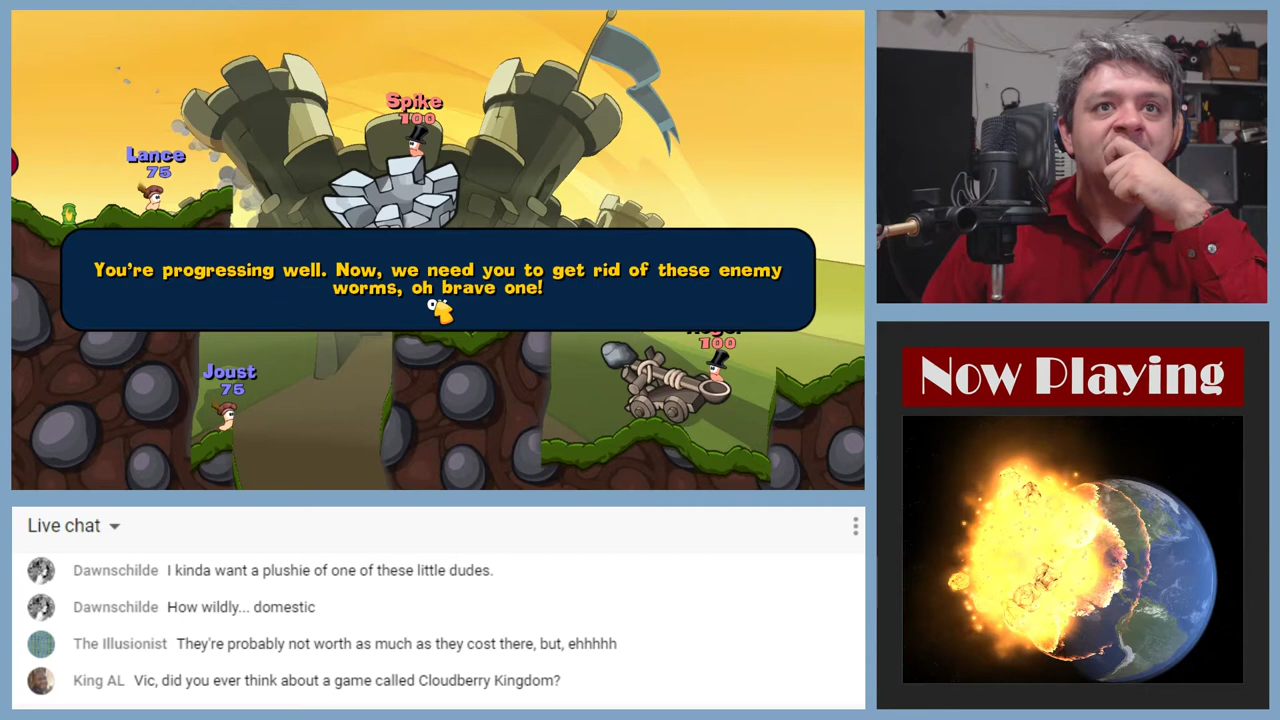 Spike
100
Lance
75
You're progressing well. Now, we need you to get rid of these enemy
worms, oh brave one!
100
Joust
75
Now Playing
Live chat
Dawnschilde I kinda want a plushie of one of these little dudes.
Dawnschilde How wildly... domestic
The Illusionist They're probably not worth as much as they cost there, but, ehhhhh
King AL Vic, did you ever think about a game called Cloudberry Kingdom?